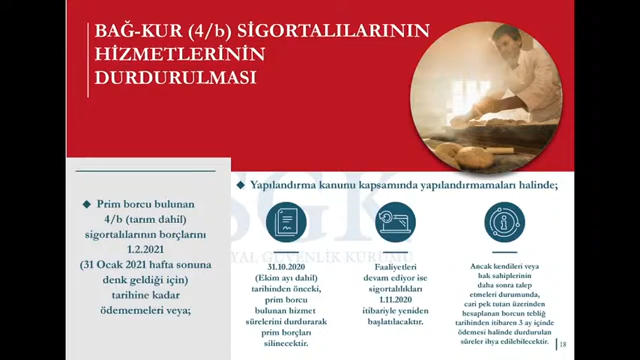 BAĞ-KUR (4/b) SİGORTALILARININ
HİZMETLERİNİN
DURDURULMASI
◆ Prim borcu bulunan
4/b (tarım dahil)
sigortalılarının borçlarını
1.2.2021
(31 Ocak 2021 hafta sonuna
denk geldiği için)
tarihine kadar
ödememeleri veya;
◆ Yapılandırma kanunu kapsamında yapılandırmamaları halinde;
31.10.2020
(Ekim ayı dahil)
tarihinden önceki,
prim borcu
bulunan hizmet
sürelerini durdurarak
prim borçları
silinecektir.
Faaliyetleri
devam ediyor ise
sigortalılıkları
1.11.2020
itibariyle yeniden
başlatılacaktır.
Ancak kendileri veya
hak sahiplerinin
daha sonra talep
etmeleri durumunda,
cari pek tutarı üzerinden
hesaplanan borcun tebliğ
tarihinden itibaren 3 ay içinde
ödemesi halinde durdurulan
süreler ihya edilebilecektir.
SGK
SYAL GÜVENLİK KURUMU
18